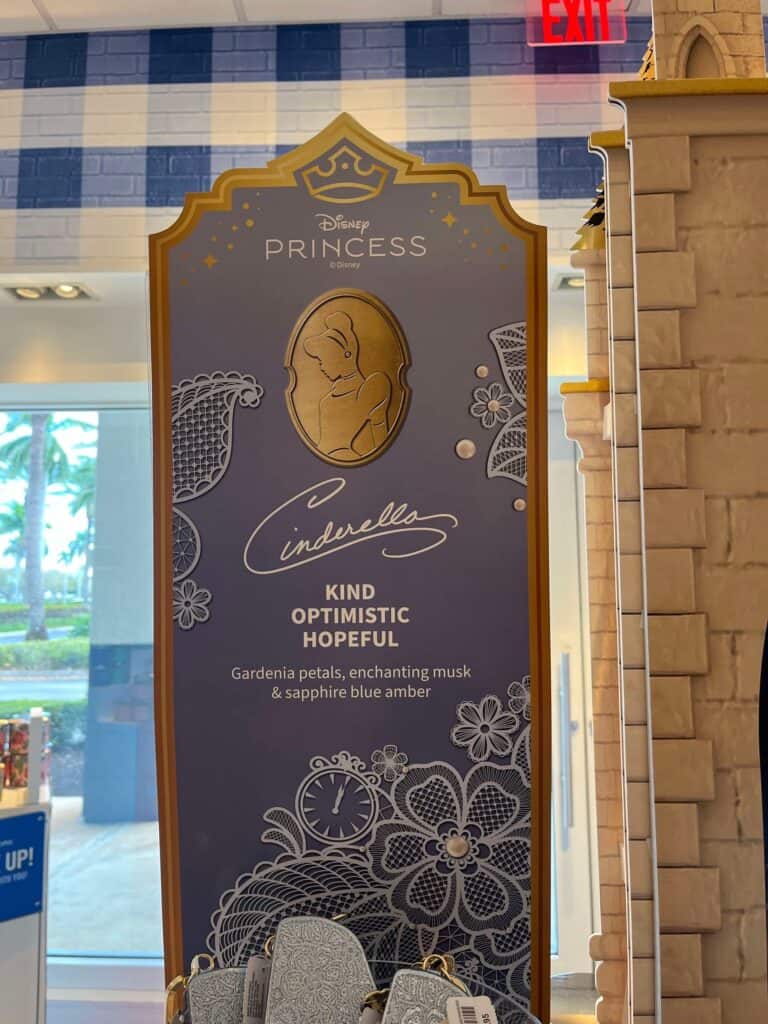 EXIT
Disney
PRINCESS
© Disney
Cinderella
KIND
OPTIMISTIC
HOPEFUL
Gardenia petals, enchanting musk
& sapphire blue amber
UP!